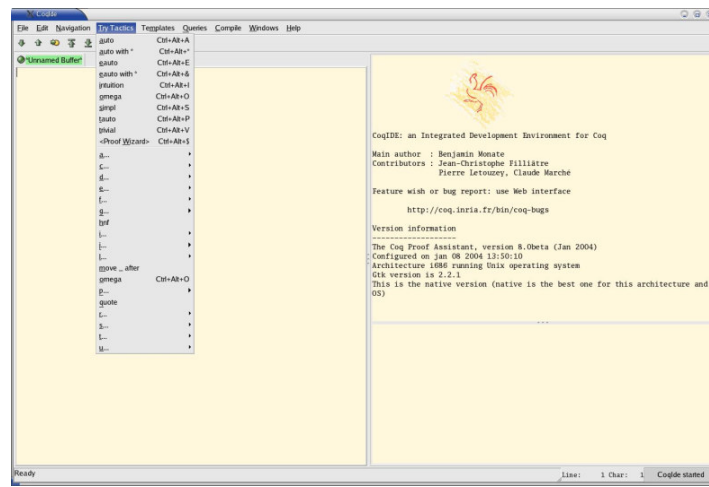 CoqIde
File Edit Navigation Try Tactics Templates Queries Compile Windows Help
*Unnamed Buffer*
auto Ctrl+Alt+A
auto with * Ctrl+Alt+*
eauto Ctrl+Alt+E
eauto with * Ctrl+Alt+&
intuition Ctrl+Alt+I
omega Ctrl+Alt+O
simpl Ctrl+Alt+S
tauto Ctrl+Alt+P
trivial Ctrl+Alt+V
<Proof Wizard> Ctrl+Alt+$
a...
c...
d...
e...
f...
g...
hnf
i...
j...
l...
move _ after
omega Ctrl+Alt+O
p...
quote
r...
s...
t...
u...
CoqIDE: an Integrated Development Environment for Coq
Main author : Benjamin Monate
Contributors : Jean-Christophe Filliâtre
Pierre Letouzey, Claude Marché
Feature wish or bug report: use Web interface
http://coq.inria.fr/bin/coq-bugs
Version information
-------------------
The Coq Proof Assistant, version 8.0beta (Jan 2004)
Configured on jan 08 2004 13:50:10
Architecture i686 running Unix operating system
Gtk version is 2.2.1
This is the native version (native is the best one for this architecture and
OS)
Ready
Line: 1 Char: 1 CoqIde started